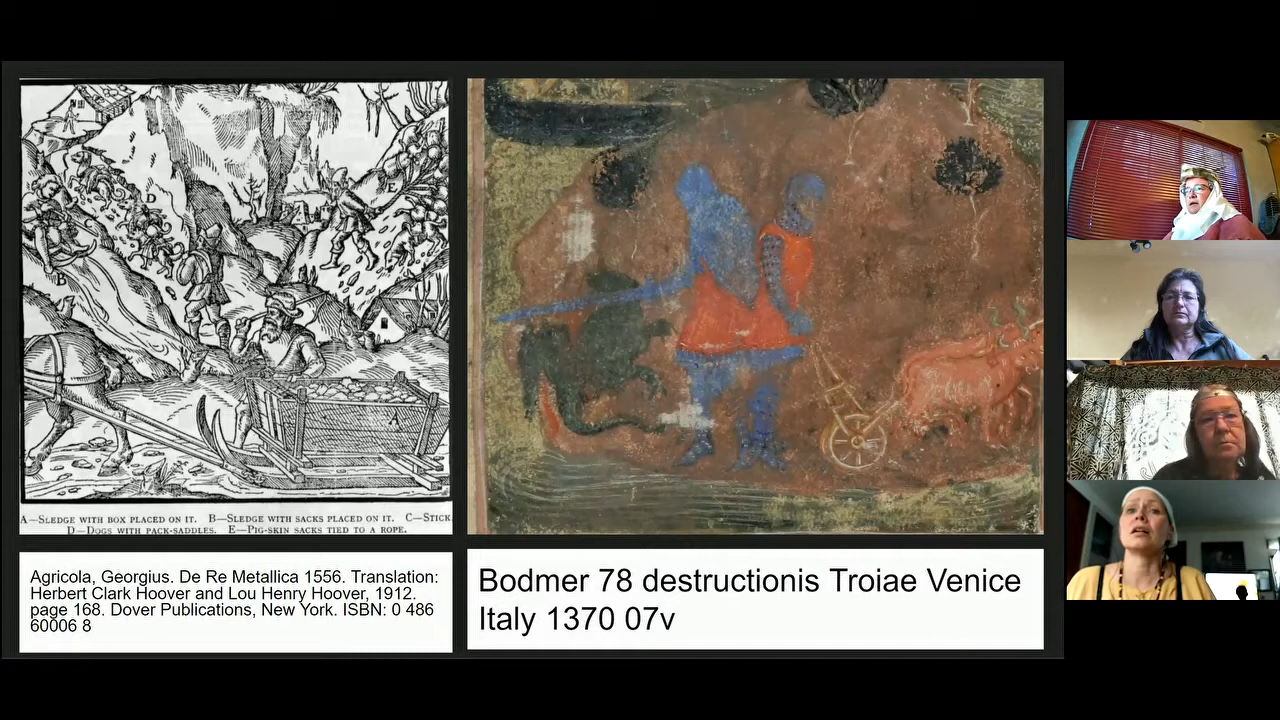 A—Sledge with box placed on it. B—Sledge with sacks placed on it. C—Stick.
D—Dogs with pack-saddles. E—Pig-skin sacks tied to a rope.
Agricola, Georgius. De Re Metallica 1556. Translation:
Herbert Clark Hoover and Lou Henry Hoover, 1912.
page 168. Dover Publications, New York. ISBN: 0 486
60006 8
Bodmer 78 destructionis Troiae Venice
Italy 1370 07v
D
E
B
A